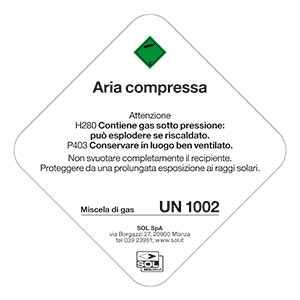 Aria compressa
Attenzione
H280 Contiene gas sotto pressione:
può esplodere se riscaldato.
P403 Conservare in luogo ben ventilato.
Non svuotare completamente il recipiente.
Proteggere da una prolungata esposizione ai raggi solari.
Miscela di gas UN 1002
SOL SpA
via Borgazzi 27, 20900 Monza
tel 039 23961, www.sol.it
SOL
SOLGROUP